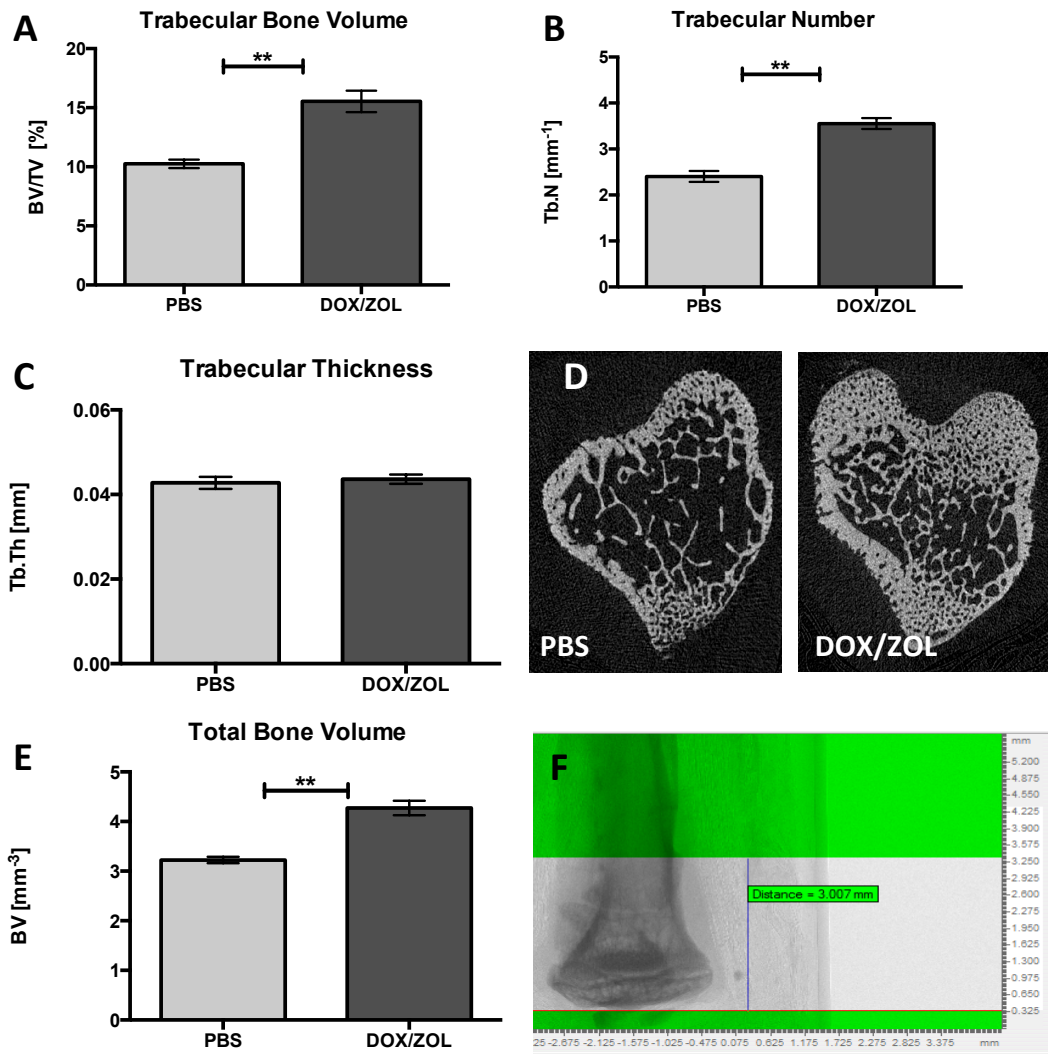 A
Trabecular Bone Volume
20
15
10
5
0
BV/TV [%]
**
PBS
DOX/ZOL
B
Trabecular Number
5
4
3
2
1
0
Tb.N [mm⁻¹]
**
PBS
DOX/ZOL
C
Trabecular Thickness
0.06
0.04
0.02
0.00
Tb.Th [mm]
PBS
DOX/ZOL
D
PBS
DOX/ZOL
E
Total Bone Volume
5
4
3
2
1
0
BV [mm⁻³]
**
PBS
DOX/ZOL
F
Distance = 3.007 mm
mm
5.200
4.875
4.550
4.225
3.900
3.575
3.250
2.925
2.600
2.275
1.950
1.625
1.300
0.975
0.650
0.325
25 -2.675 -2.125 -1.575 -1.025 -0.475 0.075 0.625 1.175 1.725 2.275 2.825 3.375 mm